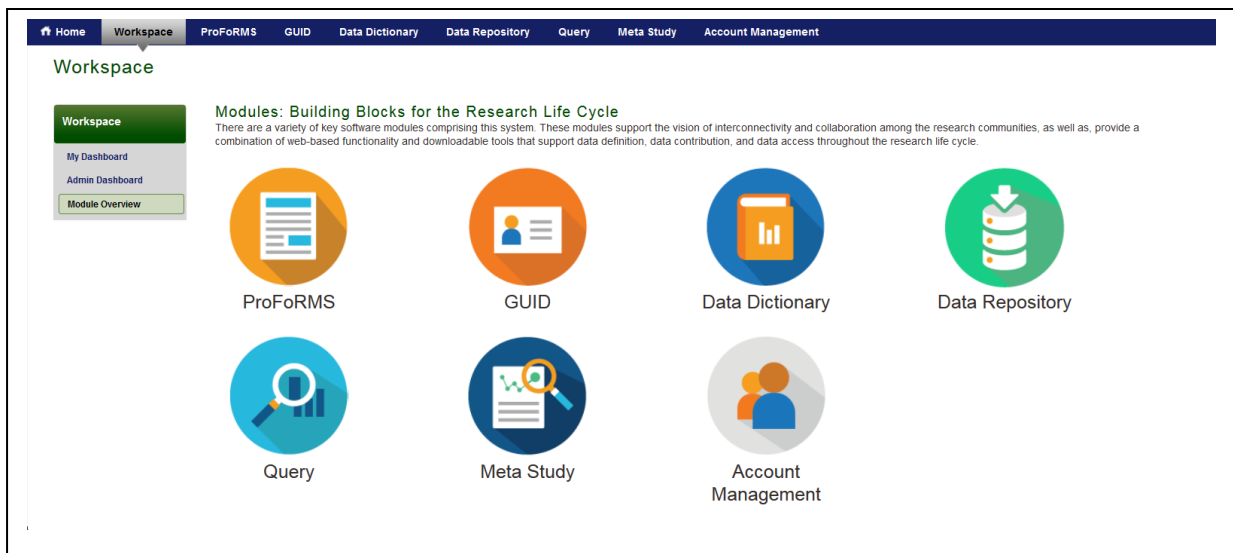 Home Workspace ProFoRMS GUID Data Dictionary Data Repository Query Meta Study Account Management
Workspace
Workspace
My Dashboard
Admin Dashboard
Module Overview
Modules: Building Blocks for the Research Life Cycle
There are a variety of key software modules comprising this system. These modules support the vision of interconnectivity and collaboration among the research communities, as well as, provide a
combination of web-based functionality and downloadable tools that support data definition, data contribution, and data access throughout the research life cycle.
ProFoRMS GUID Data Dictionary Data Repository
Query Meta Study Account
Management